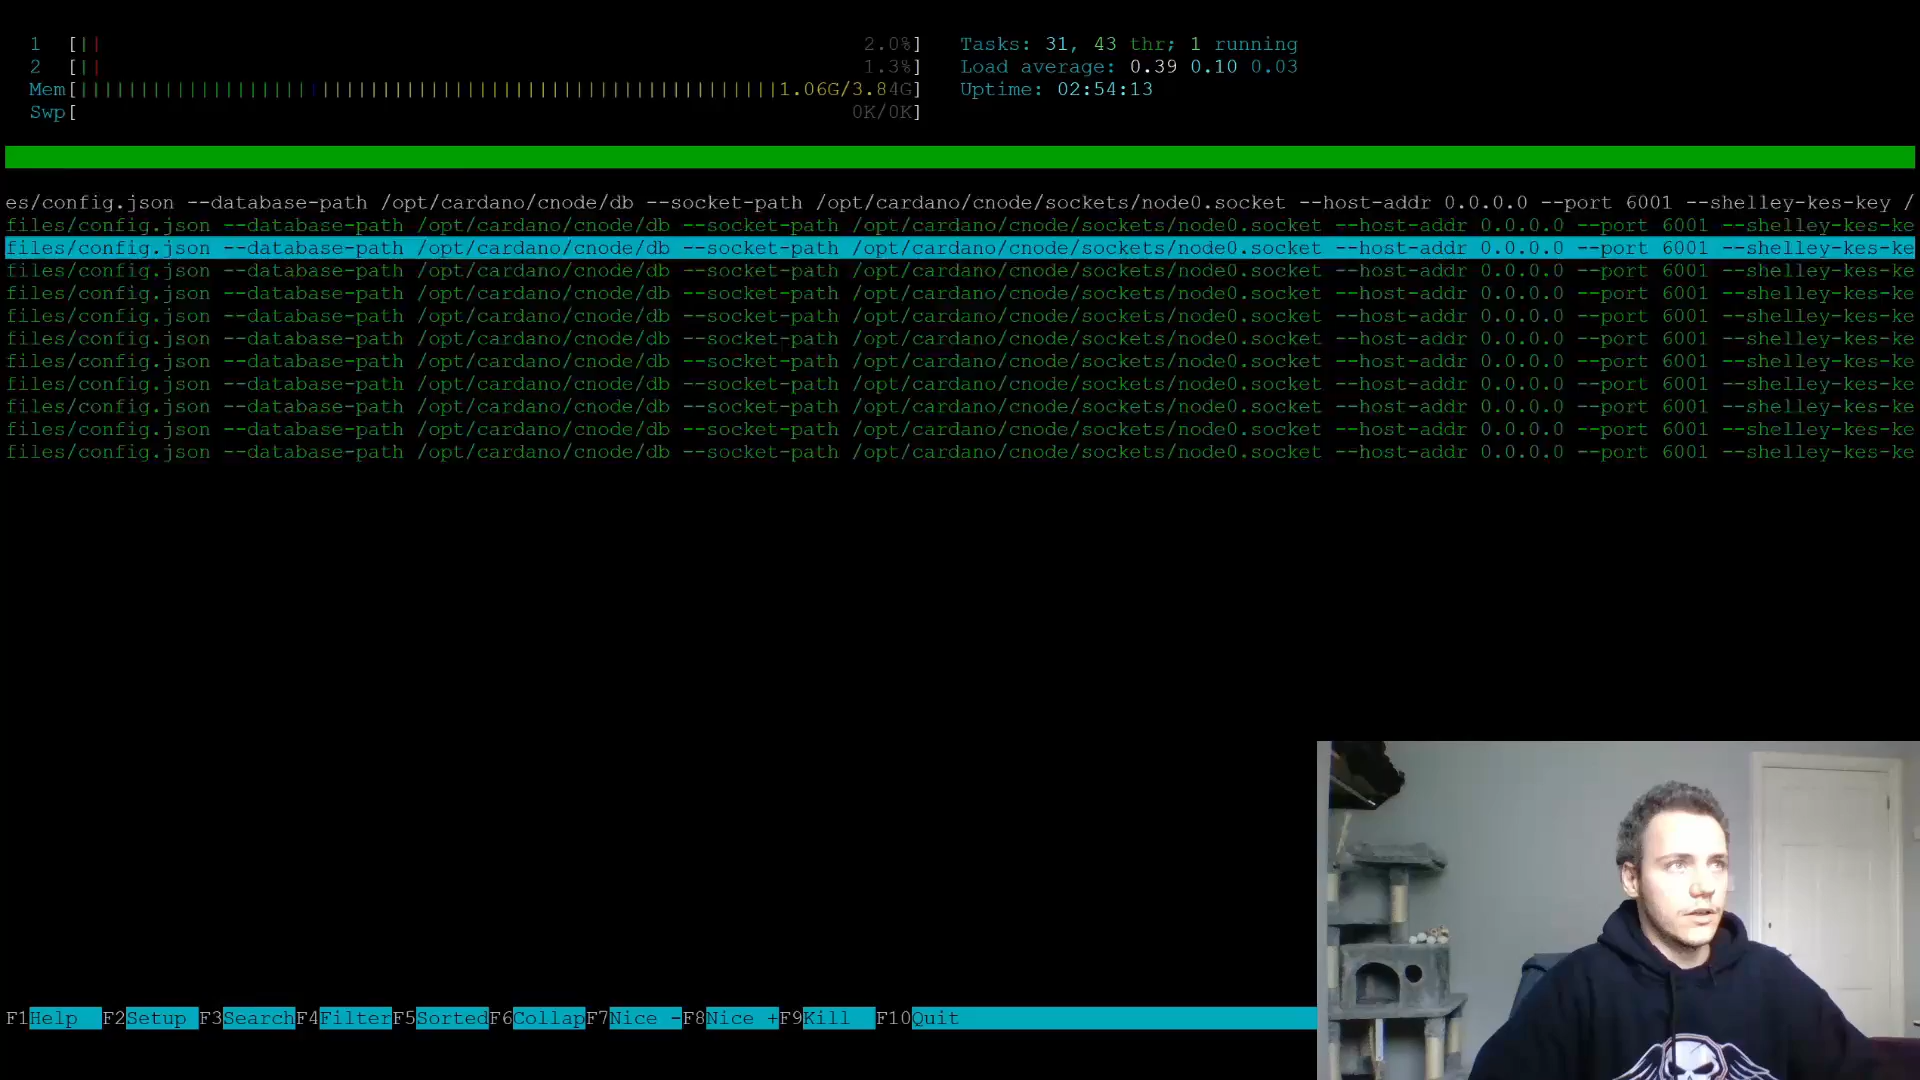 1 [|| 2.0%] Tasks: 31, 43 thr; 1 running
2 [|| 1.3%] Load average: 0.39 0.10 0.03
Mem[||||||||||||||||||||||||||||||||||||||||||||||||||||||||||1.06G/3.84G] Uptime: 02:54:13
Swp[ 0K/0K]
es/config.json --database-path /opt/cardano/cnode/db --socket-path /opt/cardano/cnode/sockets/node0.socket --host-addr 0.0.0.0 --port 6001 --shelley-kes-key /
files/config.json --database-path /opt/cardano/cnode/db --socket-path /opt/cardano/cnode/sockets/node0.socket --host-addr 0.0.0.0 --port 6001 --shelley-kes-ke
files/config.json --database-path /opt/cardano/cnode/db --socket-path /opt/cardano/cnode/sockets/node0.socket --host-addr 0.0.0.0 --port 6001 --shelley-kes-ke
files/config.json --database-path /opt/cardano/cnode/db --socket-path /opt/cardano/cnode/sockets/node0.socket --host-addr 0.0.0.0 --port 6001 --shelley-kes-ke
files/config.json --database-path /opt/cardano/cnode/db --socket-path /opt/cardano/cnode/sockets/node0.socket --host-addr 0.0.0.0 --port 6001 --shelley-kes-ke
files/config.json --database-path /opt/cardano/cnode/db --socket-path /opt/cardano/cnode/sockets/node0.socket --host-addr 0.0.0.0 --port 6001 --shelley-kes-ke
files/config.json --database-path /opt/cardano/cnode/db --socket-path /opt/cardano/cnode/sockets/node0.socket --host-addr 0.0.0.0 --port 6001 --shelley-kes-ke
files/config.json --database-path /opt/cardano/cnode/db --socket-path /opt/cardano/cnode/sockets/node0.socket --host-addr 0.0.0.0 --port 6001 --shelley-kes-ke
files/config.json --database-path /opt/cardano/cnode/db --socket-path /opt/cardano/cnode/sockets/node0.socket --host-addr 0.0.0.0 --port 6001 --shelley-kes-ke
files/config.json --database-path /opt/cardano/cnode/db --socket-path /opt/cardano/cnode/sockets/node0.socket --host-addr 0.0.0.0 --port 6001 --shelley-kes-ke
files/config.json --database-path /opt/cardano/cnode/db --socket-path /opt/cardano/cnode/sockets/node0.socket --host-addr 0.0.0.0 --port 6001 --shelley-kes-ke
files/config.json --database-path /opt/cardano/cnode/db --socket-path /opt/cardano/cnode/sockets/node0.socket --host-addr 0.0.0.0 --port 6001 --shelley-kes-ke
F1Help F2Setup F3SearchF4FilterF5SortedF6CollapF7Nice -F8Nice +F9Kill F10Quit